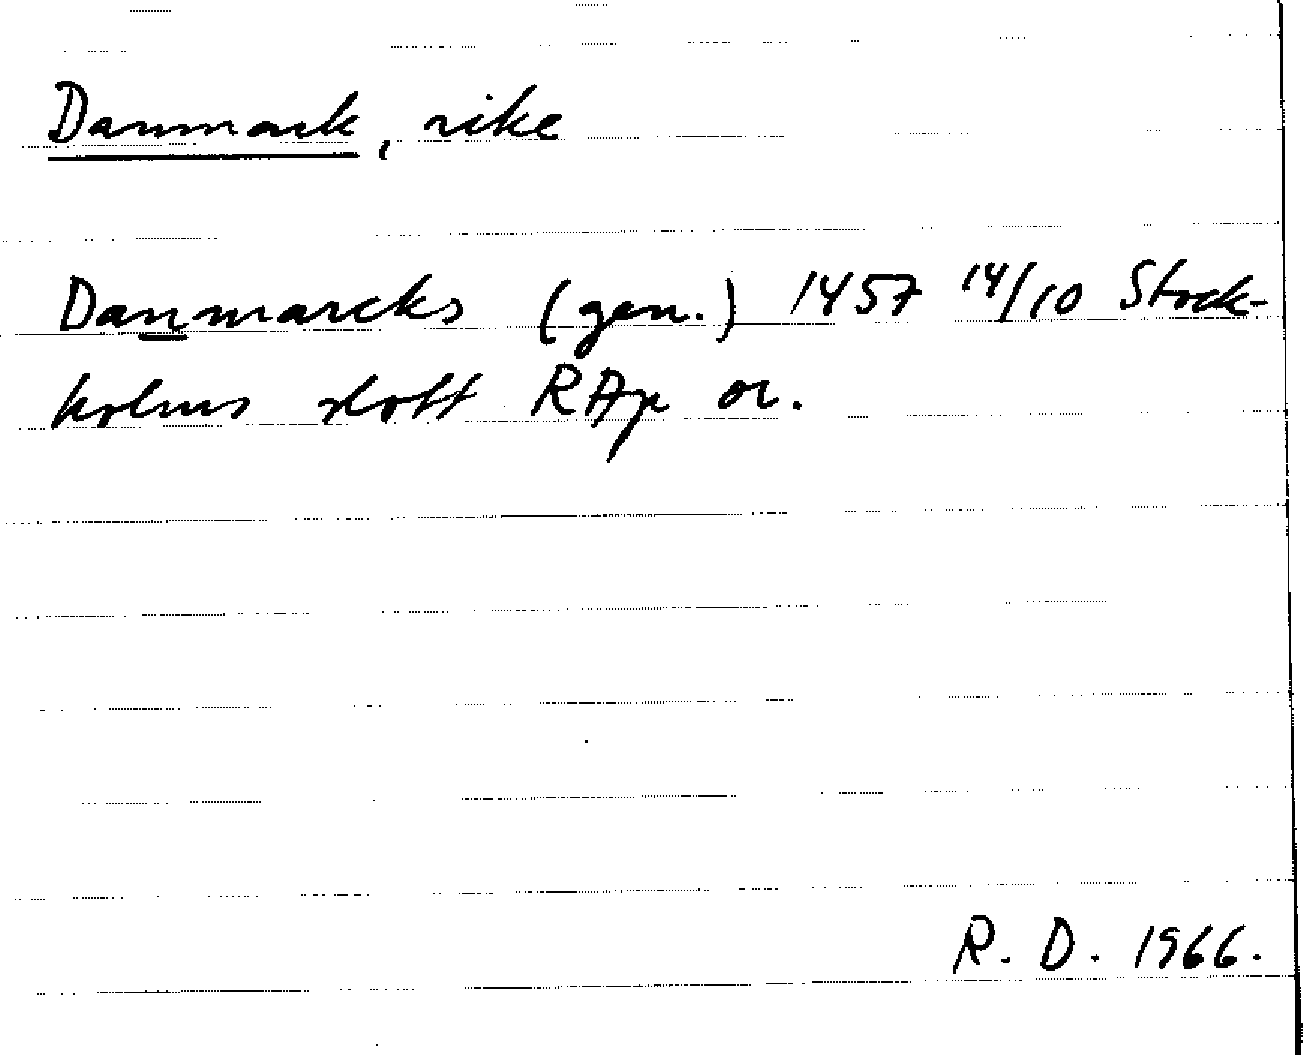 Danmark, rike
Danmarcks (gen.) 1457 14/10 Stock-
holms slott RAp or.
R. D. 1966.